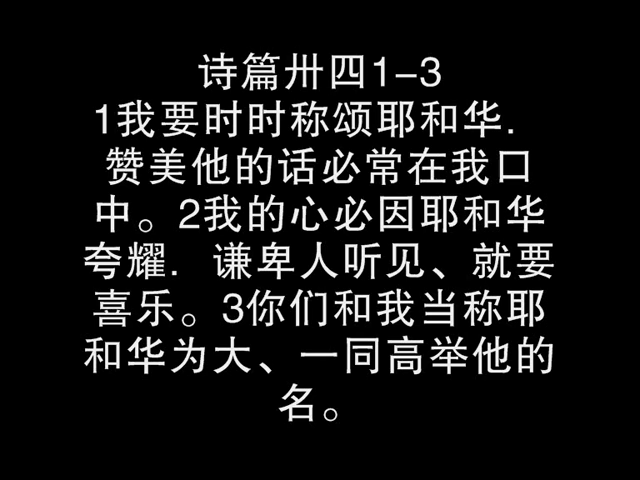 诗篇卅四1-3
1我要时时称颂耶和华.
赞美他的话必常在我口
中。2我的心必因耶和华
夸耀. 谦卑人听见、就要
喜乐。3你们和我当称耶
和华为大、一同高举他的
名。